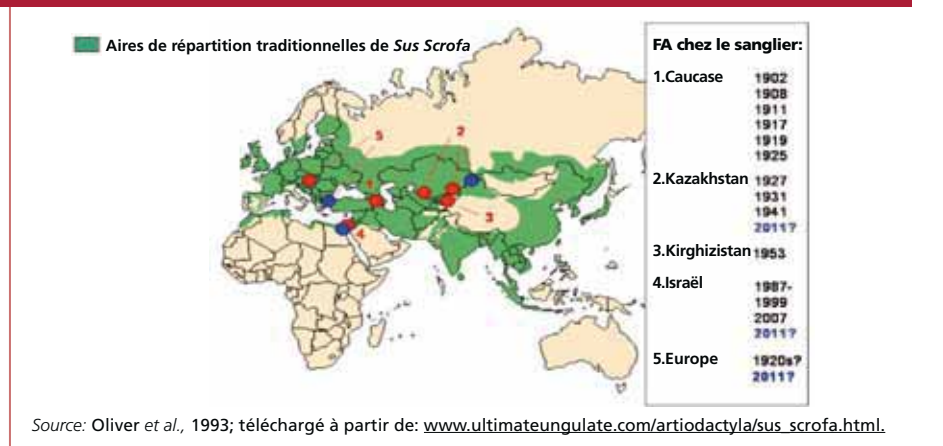 Aires de répartition traditionnelles de Sus Scrofa
5
2
1
3
4
FA chez le sanglier:
1.Caucase 1902
1908
1911
1917
1919
1925
2.Kazakhstan 1927
1931
1941
2011?
3.Kirghizistan 1953
4.Israël 1987-
1999
2007
2011?
5.Europe 1920s?
2011?
Source: Oliver et al., 1993; téléchargé à partir de: www.ultimateungulate.com/artiodactyla/sus_scrofa.html.